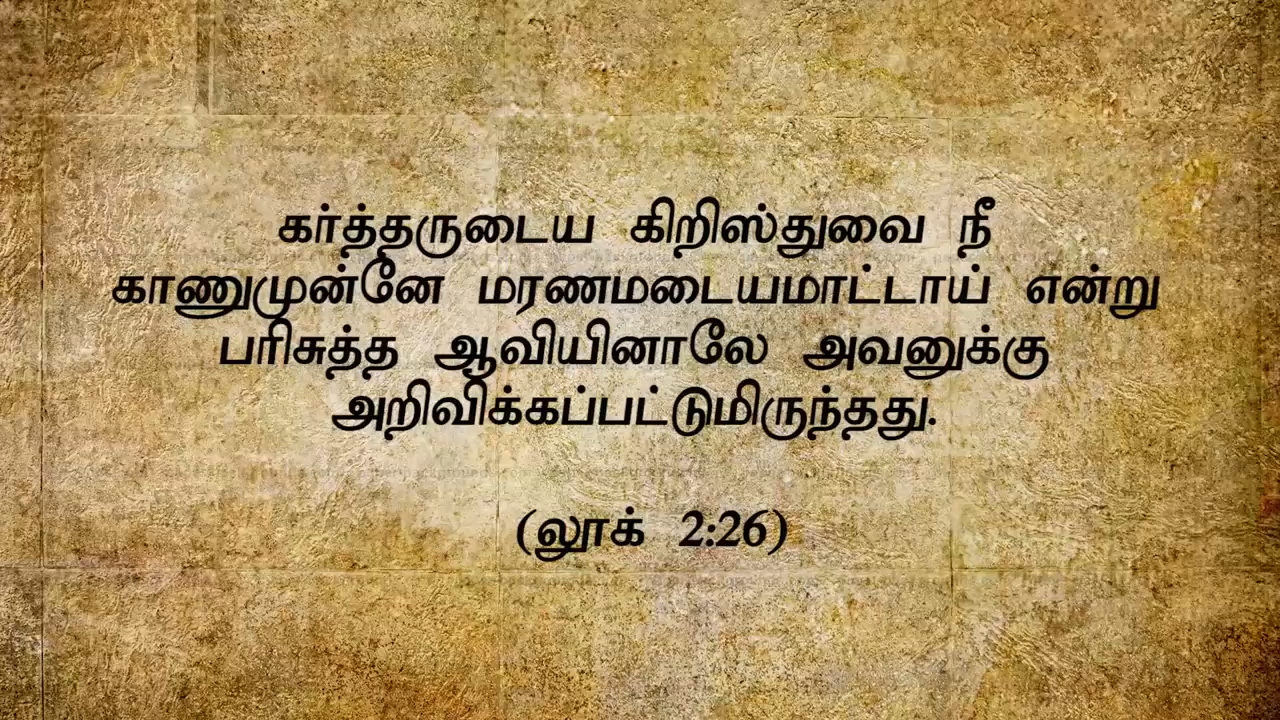 கர்த்தருடைய கிறிஸ்துவை நீ
காணுமுன்னே மரணமடையமாட்டாய் என்று
பரிசுத்த ஆவியினாலே அவனுக்கு
அறிவிக்கப்பட்டுமிருந்தது.
(லூக் 2:26)